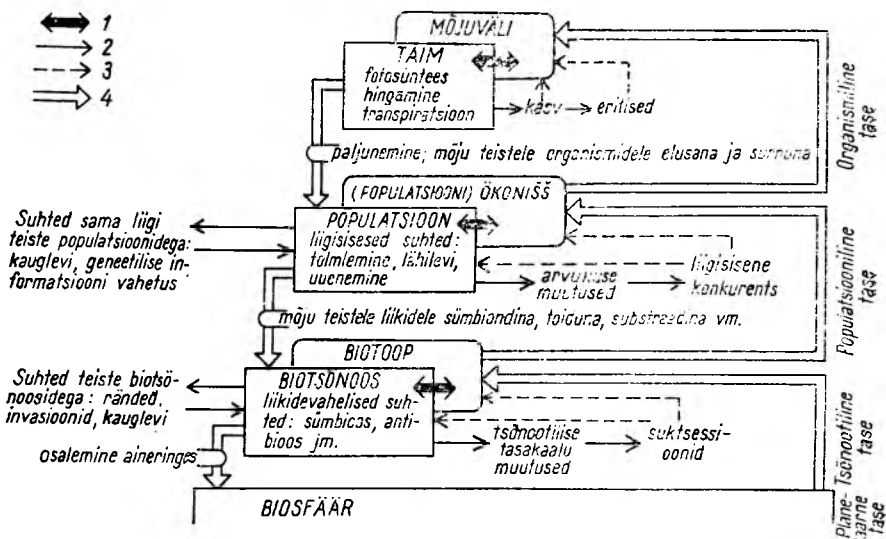 1
2
3
4
MÕJUVÄLI
TAIM
fotosüntees
hingamine
transpiratsioon
kasv
eritised
Organismiline
tase
paljunemine; mõju teistele organismidele elusana ja surnuna
(POPULATSIOONI) ÖKONIŠŠ
POPULATSIOON
liigisisesed suhted:
tolmlemine, lähilevi,
uuenemine
Suhted sama liigi
teiste populatsioonidega:
kauglevi, geneetilise in-
formatsiooni vahetus
arvukuse
muutused
liigisisene
konkurents
Populatsiooniline
tase
mõju teistele liikidele sümbiondina, toiduna, substraadina vm.
BIOTOOP
BIOTSÖNOOS
liikidevahelised suh-
ted: sümbioos, anti-
bioos jm.
Suhted teiste biotsö-
noosidega: ränded,
invasioonid, kauglevi
tsönootilise
tasakaalu
muutused
suktsessi-
oonid
Tsönootiline
tase
osalemine aineringes
BIOSFÄÄR
Plane-
taarne
tase